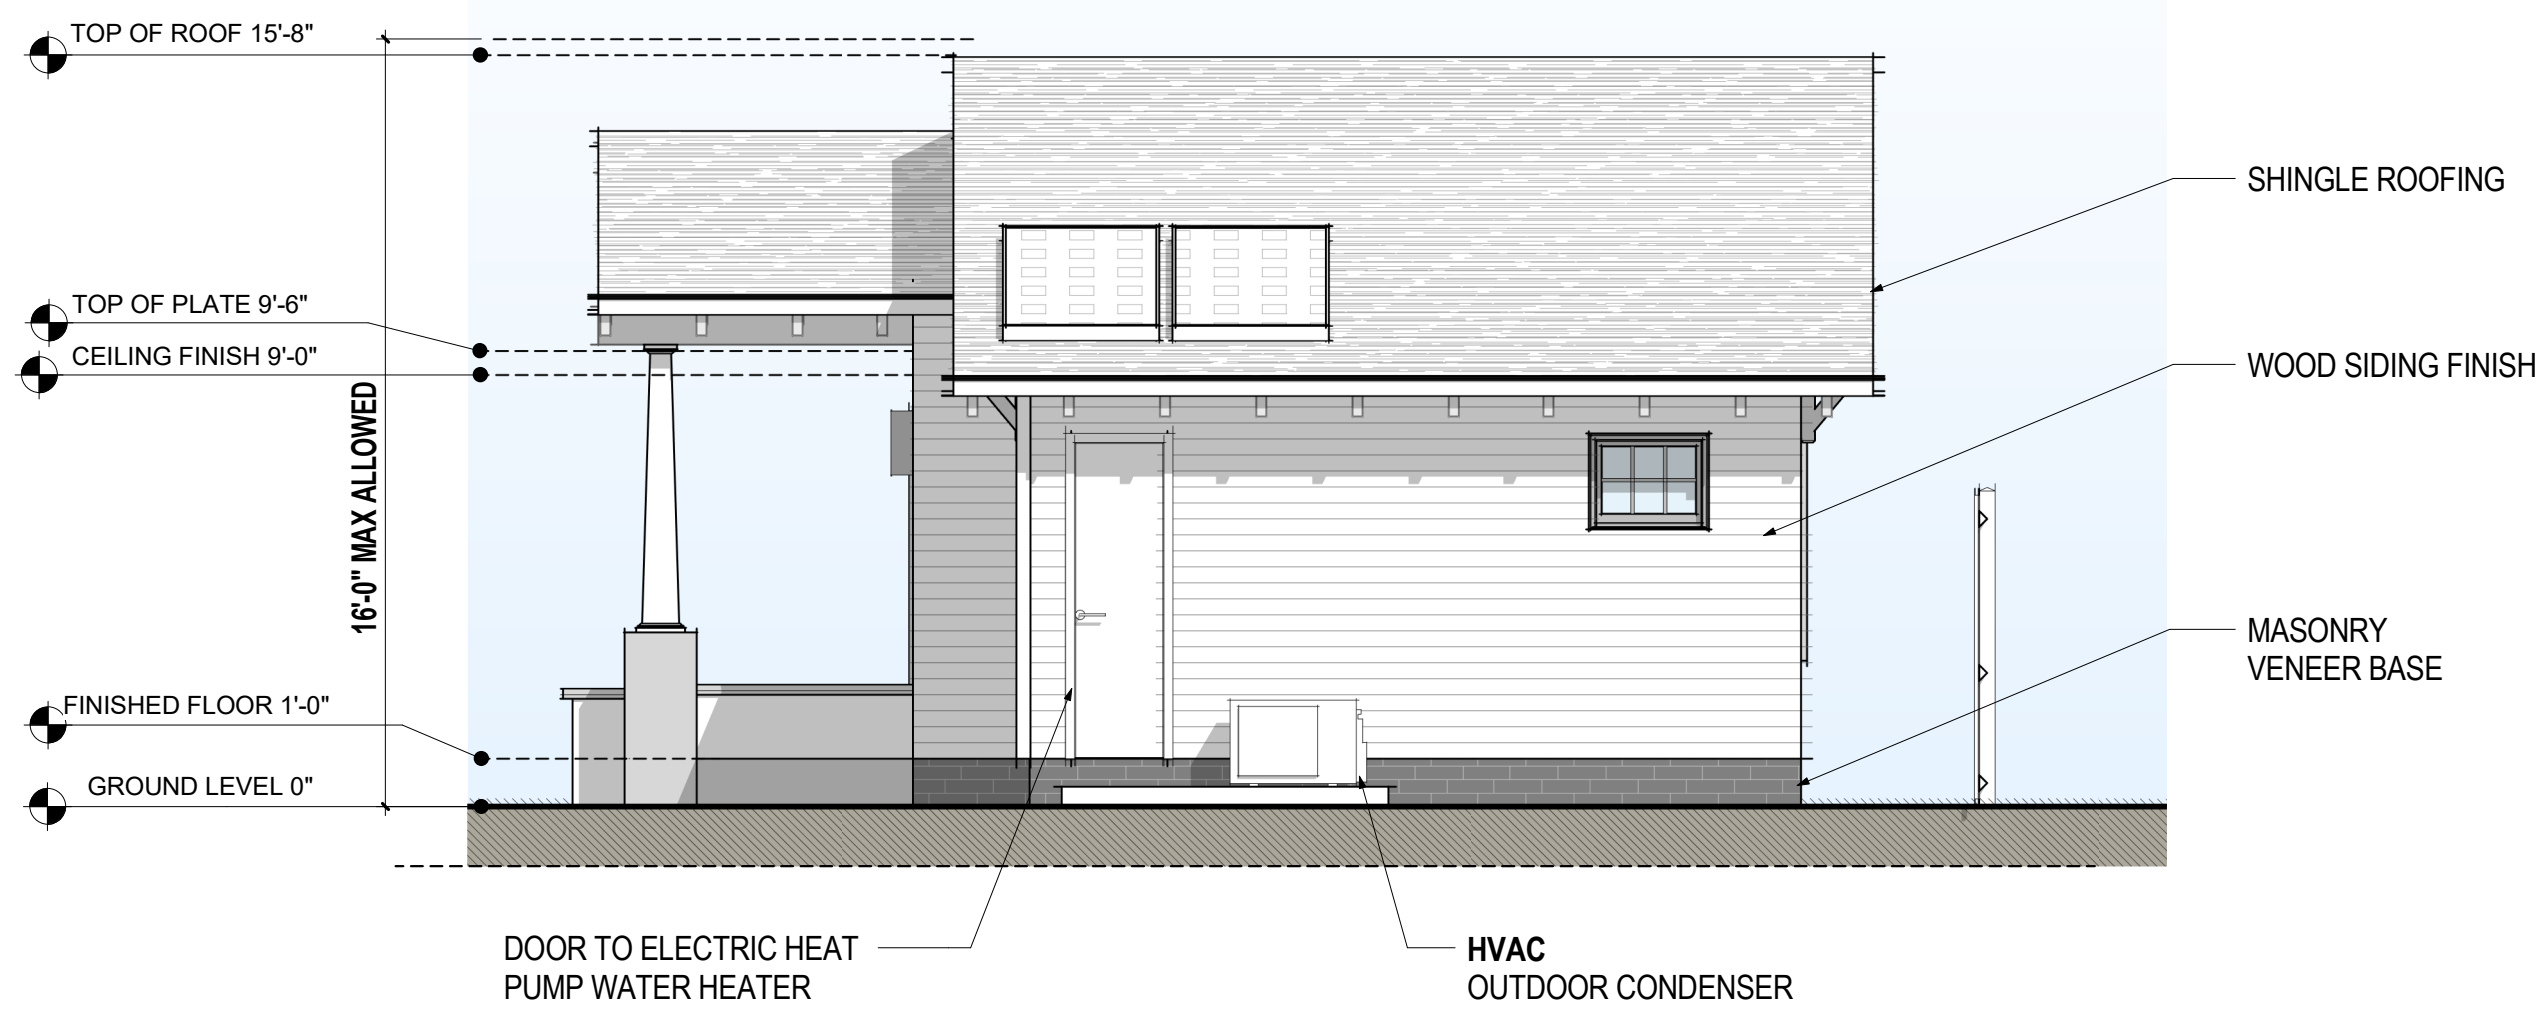 TOP OF ROOF 15'-8"
SHINGLE ROOFING
TOP OF PLATE 9'-6"
CEILING FINISH 9'-0"
WOOD SIDING FINISH
16'-0" MAX ALLOWED
MASONRY
VENEER BASE
FINISHED FLOOR 1'-0"
GROUND LEVEL 0"
DOOR TO ELECTRIC HEAT
PUMP WATER HEATER
HVAC
OUTDOOR CONDENSER